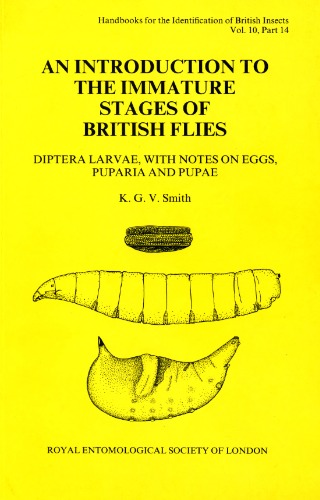 Handbooks for the Identification of British Insects
Vol. 10, Part 14
AN INTRODUCTION TO
THE IMMATURE
STAGES OF
BRITISH FLIES
DIPTERA LARVAE, WITH NOTES ON EGGS,
PUPARIA AND PUPAE
K. G. V. Smith
ROYAL ENTOMOLOGICAL SOCIETY OF LONDON